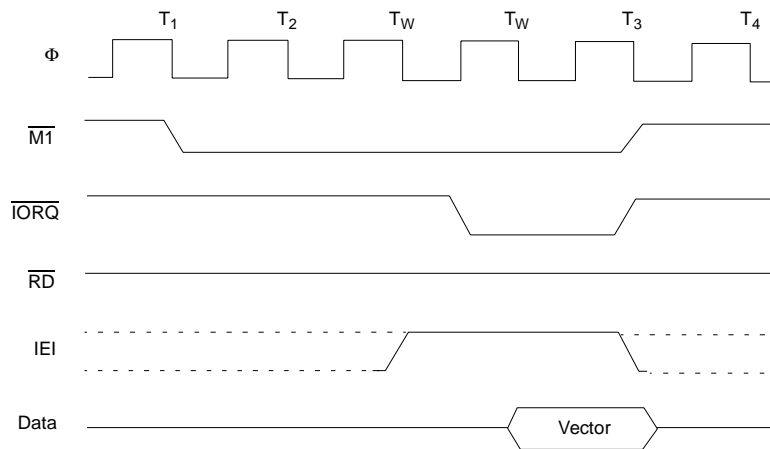 T1 T2 TW TW T3 T4
Φ
M1
IORQ
RD
IEI
Data Vector